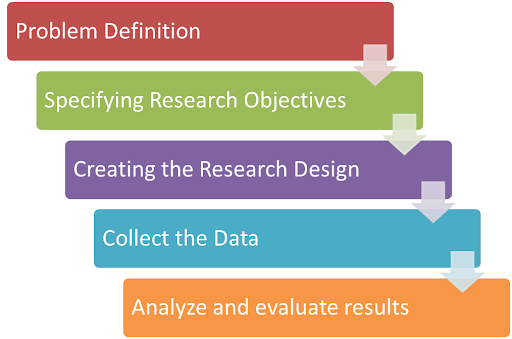 Problem Definition
Specifying Research Objectives
Creating the Research Design
Collect the Data
Analyze and evaluate results